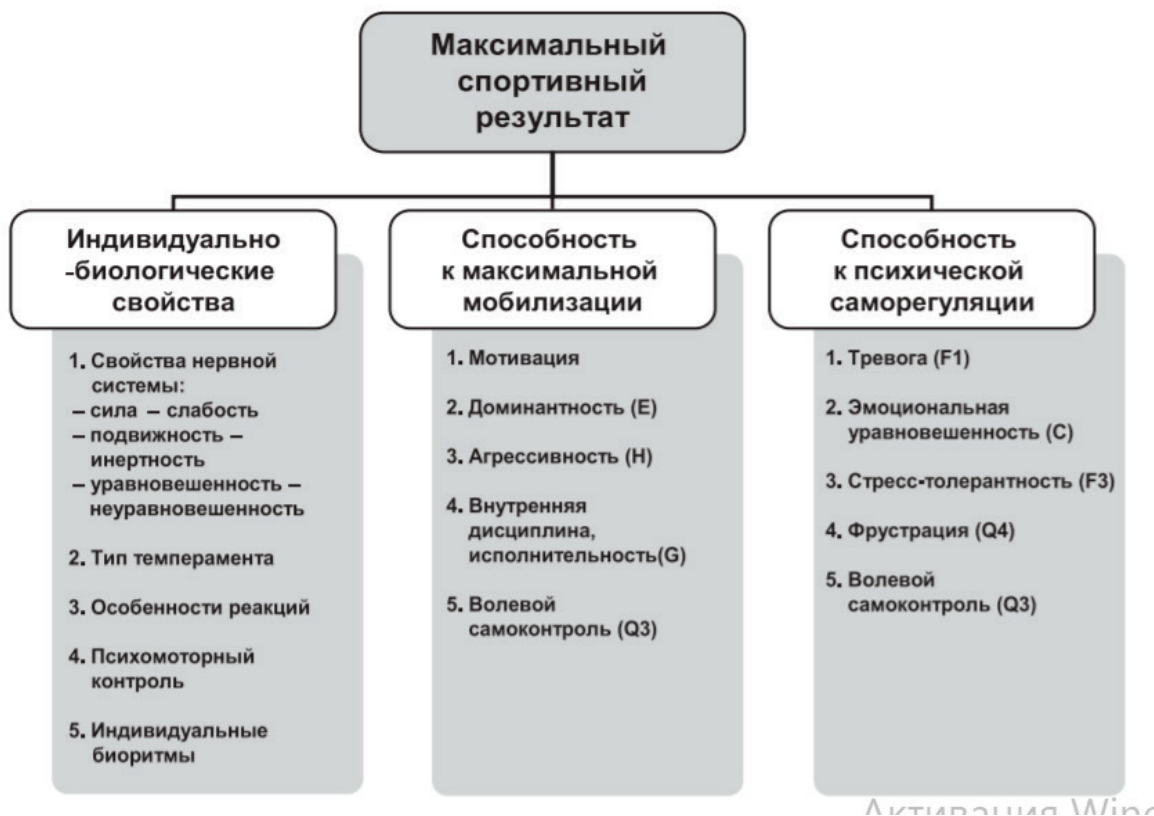 Максимальный
спортивный
результат
Индивидуально
-биологические
свойства
1. Свойства нервной
системы:
– сила – слабость
– подвижность –
инертность
– уравновешенность –
неуравновешенность
2. Тип темперамента
3. Особенности реакций
4. Психомоторный
контроль
5. Индивидуальные
биоритмы
Способность
к максимальной
мобилизации
1. Мотивация
2. Доминантность (E)
3. Агрессивность (H)
4. Внутренняя
дисциплина,
исполнительность(G)
5. Волевой
самоконтроль (Q3)
Способность
к психической
саморегуляции
1. Тревога (F1)
2. Эмоциональная
уравновешенность (C)
3. Стресс-толерантность (F3)
4. Фрустрация (Q4)
5. Волевой
самоконтроль (Q3)
Активация